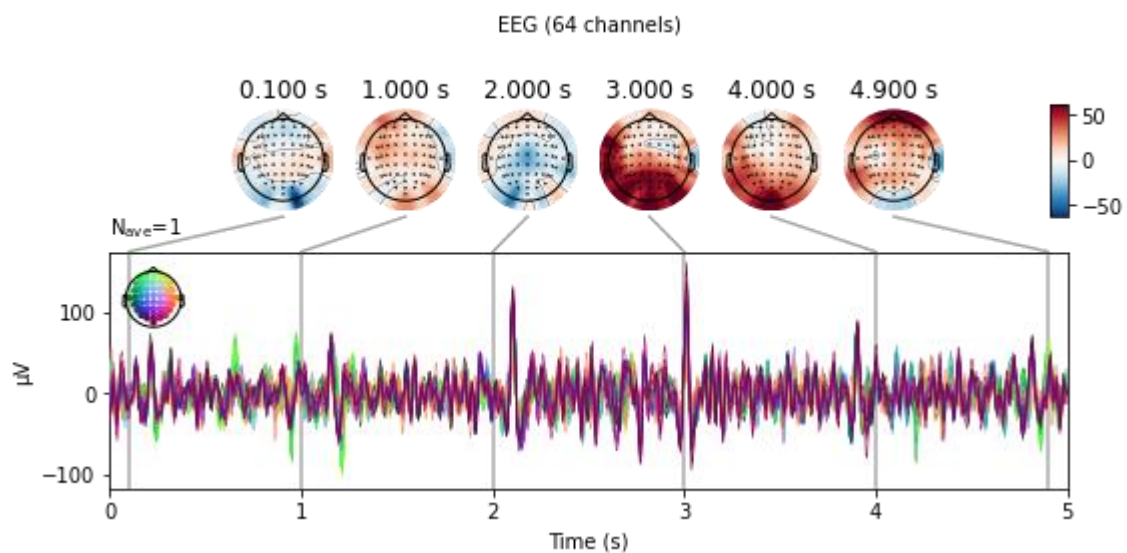 EEG (64 channels)
0.100 s 1.000 s 2.000 s 3.000 s 4.000 s 4.900 s
50
0
−50
Nave=1
100
0
−100
µV
0 1 2 3 4 5
Time (s)